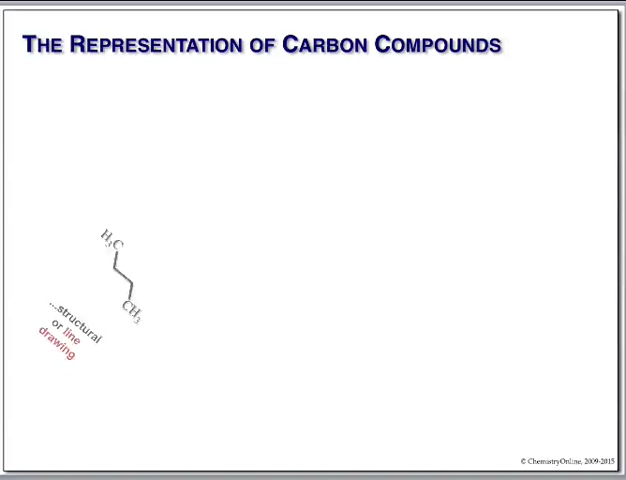 THE REPRESENTATION OF CARBON COMPOUNDS
H₃C
CH₃
...structural
or line
drawing
© ChemistryOnline, 2009-2015